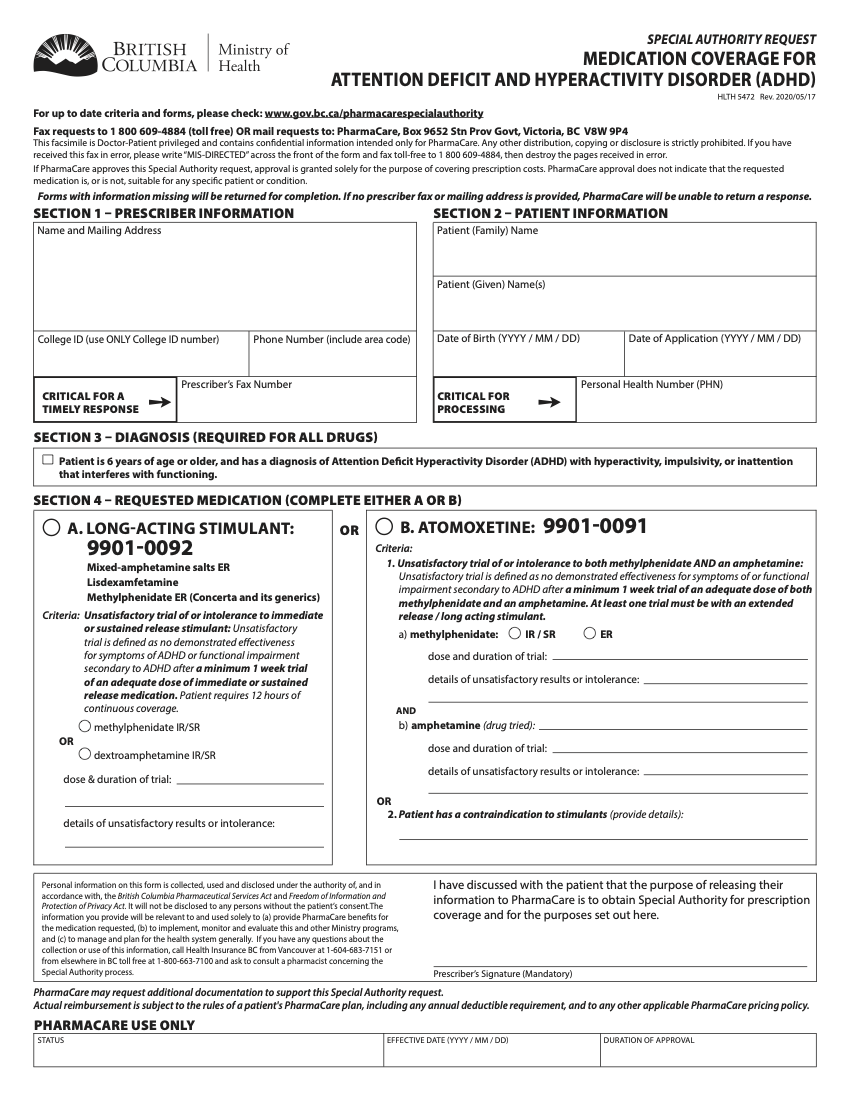 BRITISH
COLUMBIA
Ministry of
Health
SPECIAL AUTHORITY REQUEST
MEDICATION COVERAGE FOR
ATTENTION DEFICIT AND HYPERACTIVITY DISORDER (ADHD)
HLTH 5472 Rev. 2020/05/17
For up to date criteria and forms, please check: www.gov.bc.ca/pharmacarespecialauthority
Fax requests to 1 800 609-4884 (toll free) OR mail requests to: PharmaCare, Box 9652 Stn Prov Govt, Victoria, BC V8W 9P4
This facsimile is Doctor-Patient privileged and contains confidential information intended only for PharmaCare. Any other distribution, copying or disclosure is strictly prohibited. If you have
received this fax in error, please write "MIS-DIRECTED" across the front of the form and fax toll-free to 1 800 609-4884, then destroy the pages received in error.
If PharmaCare approves this Special Authority request, approval is granted solely for the purpose of covering prescription costs. PharmaCare approval does not indicate that the requested
medication is, or is not, suitable for any specific patient or condition.
Forms with information missing will be returned for completion. If no prescriber fax or mailing address is provided, PharmaCare will be unable to return a response.
SECTION 1 – PRESCRIBER INFORMATION
Name and Mailing Address
College ID (use ONLY College ID number)
Phone Number (include area code)
CRITICAL FOR A
TIMELY RESPONSE
Prescriber's Fax Number
SECTION 2 – PATIENT INFORMATION
Patient (Family) Name
Patient (Given) Name(s)
Date of Birth (YYYY / MM / DD)
Date of Application (YYYY / MM / DD)
CRITICAL FOR
PROCESSING
Personal Health Number (PHN)
SECTION 3 – DIAGNOSIS (REQUIRED FOR ALL DRUGS)
Patient is 6 years of age or older, and has a diagnosis of Attention Deficit Hyperactivity Disorder (ADHD) with hyperactivity, impulsivity, or inattention
that interferes with functioning.
SECTION 4 – REQUESTED MEDICATION (COMPLETE EITHER A OR B)
A. LONG-ACTING STIMULANT:
9901-0092
Mixed-amphetamine salts ER
Lisdexamfetamine
Methylphenidate ER (Concerta and its generics)
Criteria: Unsatisfactory trial of or intolerance to immediate
or sustained release stimulant: Unsatisfactory
trial is defined as no demonstrated effectiveness
for symptoms of ADHD or functional impairment
secondary to ADHD after a minimum 1 week trial
of an adequate dose of immediate or sustained
release medication. Patient requires 12 hours of
continuous coverage.
methylphenidate IR/SR
OR
dextroamphetamine IR/SR
dose & duration of trial:
details of unsatisfactory results or intolerance:
OR
B. ATOMOXETINE: 9901-0091
Criteria:
1. Unsatisfactory trial of or intolerance to both methylphenidate AND an amphetamine:
Unsatisfactory trial is defined as no demonstrated effectiveness for symptoms of or functional
impairment secondary to ADHD after a minimum 1 week trial of an adequate dose of both
methylphenidate and an amphetamine. At least one trial must be with an extended
release / long acting stimulant.
a) methylphenidate: IR / SR ER
dose and duration of trial:
details of unsatisfactory results or intolerance:
AND
b) amphetamine (drug tried):
dose and duration of trial:
details of unsatisfactory results or intolerance:
OR
2. Patient has a contraindication to stimulants (provide details):
Personal information on this form is collected, used and disclosed under the authority of, and in
accordance with, the British Columbia Pharmaceutical Services Act and Freedom of Information and
Protection of Privacy Act. It will not be disclosed to any persons without the patient's consent.The
information you provide will be relevant to and used solely to (a) provide PharmaCare benefits for
the medication requested, (b) to implement, monitor and evaluate this and other Ministry programs,
and (c) to manage and plan for the health system generally. If you have any questions about the
collection or use of this information, call Health Insurance BC from Vancouver at 1-604-683-7151 or
from elsewhere in BC toll free at 1-800-663-7100 and ask to consult a pharmacist concerning the
Special Authority process.
I have discussed with the patient that the purpose of releasing their
information to PharmaCare is to obtain Special Authority for prescription
coverage and for the purposes set out here.
Prescriber's Signature (Mandatory)
PharmaCare may request additional documentation to support this Special Authority request.
Actual reimbursement is subject to the rules of a patient's PharmaCare plan, including any annual deductible requirement, and to any other applicable PharmaCare pricing policy.
PHARMACARE USE ONLY
STATUS
EFFECTIVE DATE (YYYY / MM / DD)
DURATION OF APPROVAL